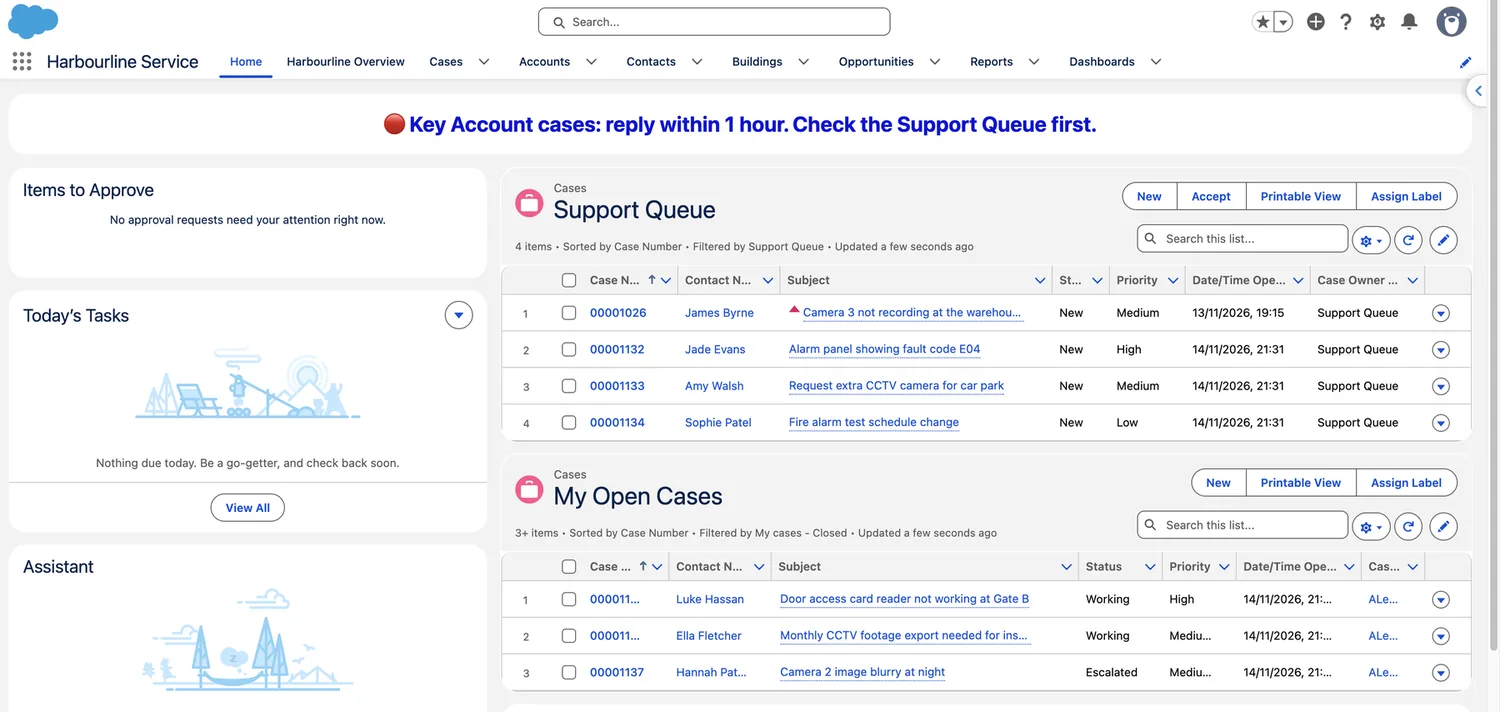 Search...
Harbourline Service
Home
Harbourline Overview
Cases
Accounts
Contacts
Buildings
Opportunities
Reports
Dashboards
Key Account cases: reply within 1 hour. Check the Support Queue first.
Items to Approve
No approval requests need your attention right now.
Today's Tasks
Nothing due today. Be a go-getter, and check back soon.
View All
Assistant
z
Cases
Support Queue
New Accept Printable View Assign Label
4 items • Sorted by Case Number • Filtered by Support Queue • Updated a few seconds ago
Search this list...
Case N... Contact N... Subject St... Priority Date/Time Ope... Case Owner ...
1 00001026 James Byrne Camera 3 not recording at the warehou... New Medium 13/11/2026, 19:15 Support Queue
2 00001132 Jade Evans Alarm panel showing fault code E04 New High 14/11/2026, 21:31 Support Queue
3 00001133 Amy Walsh Request extra CCTV camera for car park New Medium 14/11/2026, 21:31 Support Queue
4 00001134 Sophie Patel Fire alarm test schedule change New Low 14/11/2026, 21:31 Support Queue
Cases
My Open Cases
New Printable View Assign Label
3+ items • Sorted by Case Number • Filtered by My cases - Closed • Updated a few seconds ago
Search this list...
Case ... Contact N... Subject Status Priority Date/Time Ope... Cas...
1 000011... Luke Hassan Door access card reader not working at Gate B Working High 14/11/2026, 21:... ALe...
2 000011... Ella Fletcher Monthly CCTV footage export needed for ins... Working Mediu... 14/11/2026, 21:... ALe...
3 00001137 Hannah Pat... Camera 2 image blurry at night Escalated Mediu... 14/11/2026, 21:... ALe...